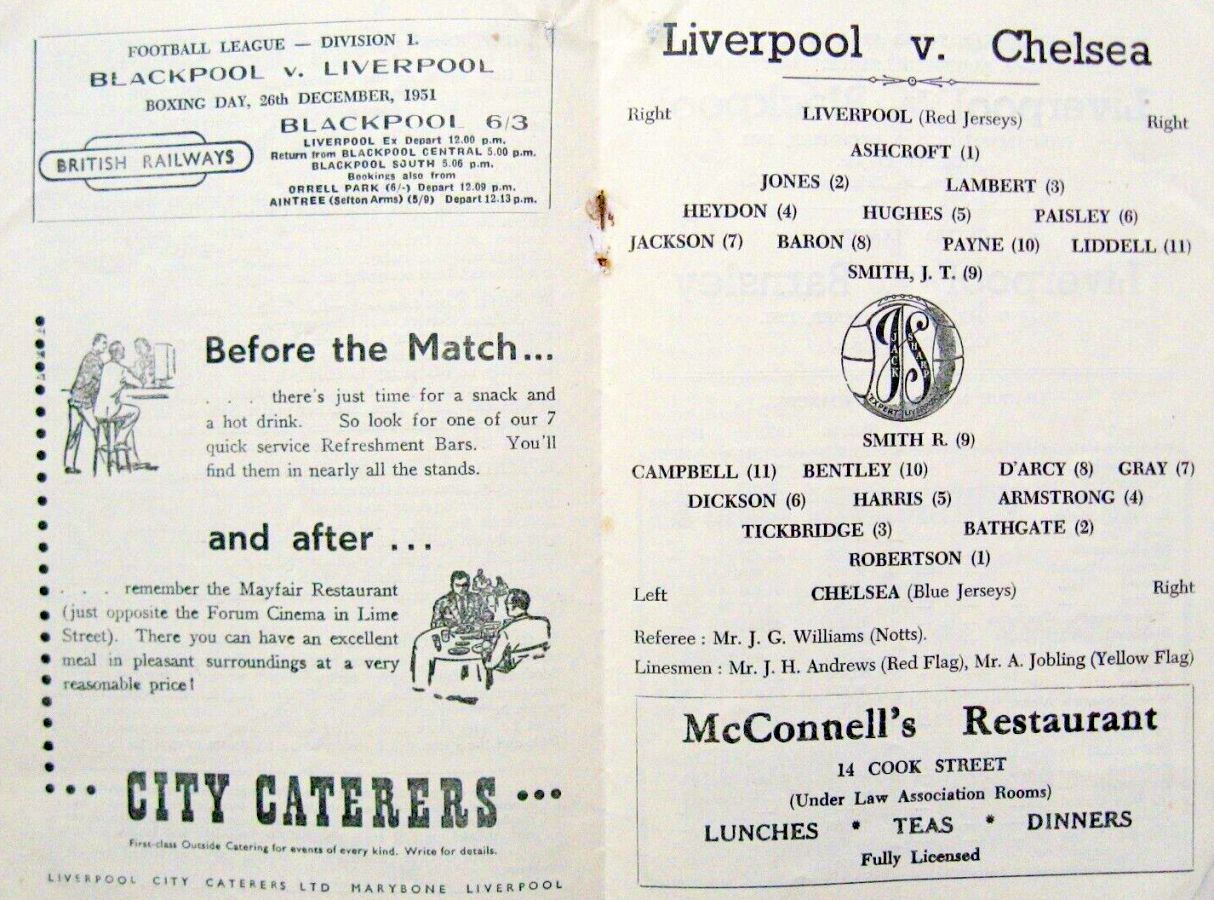 FOOTBALL LEAGUE — DIVISION 1.
BLACKPOOL v. LIVERPOOL
BOXING DAY, 26th DECEMBER, 1951
BRITISH RAILWAYS
BLACKPOOL 6/3
LIVERPOOL Ex Depart 12.00 p.m.
Return from BLACKPOOL CENTRAL 5.00 p.m.
BLACKPOOL SOUTH 5.06 p.m.
Bookings also from
ORRELL PARK (6/-) Depart 12.09 p.m.
AINTREE (Sefton Arms) (5/9) Depart 12.13 p.m.
Before the Match...
. . . . there's just time for a snack and
a hot drink. So look for one of our 7
quick service Refreshment Bars. You'll
find them in nearly all the stands.
and after ...
. . . . remember the Mayfair Restaurant
(just opposite the Forum Cinema in Lime
Street). There you can have an excellent
meal in pleasant surroundings at a very
reasonable price!
CITY CATERERS
First-class Outside Catering for events of every kind. Write for details.
LIVERPOOL CITY CATERERS LTD MARYBONE LIVERPOOL
Liverpool v. Chelsea
Right LIVERPOOL (Red Jerseys) Right
ASHCROFT (1)
JONES (2) LAMBERT (3)
HEYDON (4) HUGHES (5) PAISLEY (6)
JACKSON (7) BARON (8) PAYNE (10) LIDDELL (11)
SMITH, J. T. (9)
JACK SHARP
EXPERT LIVERPOOL
SMITH R. (9)
CAMPBELL (11) BENTLEY (10) D'ARCY (8) GRAY (7)
DICKSON (6) HARRIS (5) ARMSTRONG (4)
TICKBRIDGE (3) BATHGATE (2)
ROBERTSON (1)
Left CHELSEA (Blue Jerseys) Right
Referee : Mr. J. G. Williams (Notts).
Linesmen : Mr. J. H. Andrews (Red Flag), Mr. A. Jobling (Yellow Flag)
McConnell's Restaurant
14 COOK STREET
(Under Law Association Rooms)
LUNCHES * TEAS * DINNERS
Fully Licensed